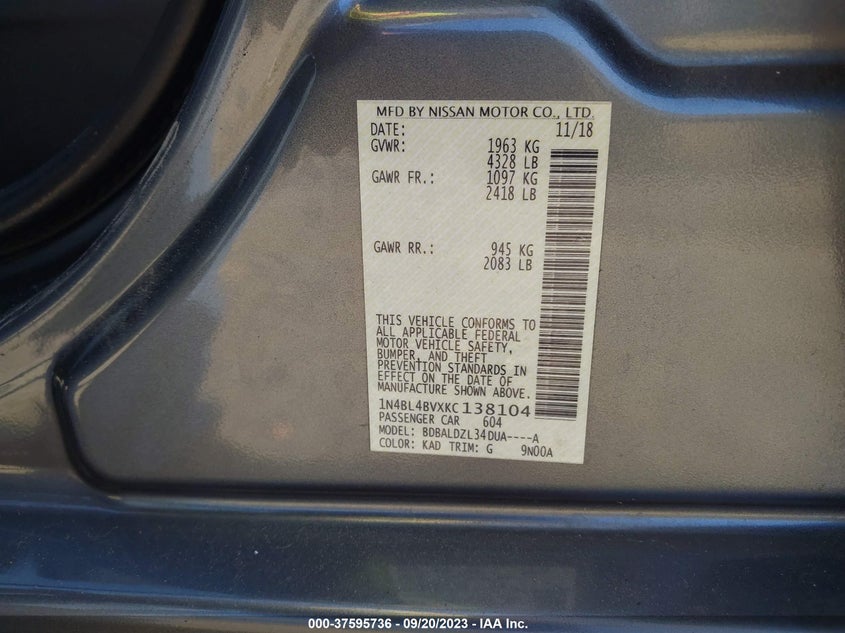 MFD BY NISSAN MOTOR CO., LTD.
DATE: 11/18
GVWR: 1963 KG
4328 LB
GAWR FR.: 1097 KG
2418 LB
GAWR RR.: 945 KG
2083 LB
THIS VEHICLE CONFORMS TO
ALL APPLICABLE FEDERAL
MOTOR VEHICLE SAFETY,
BUMPER, AND THEFT
PREVENTION STANDARDS IN
EFFECT ON THE DATE OF
MANUFACTURE SHOWN ABOVE.
1N4BL4BVXKC138104
PASSENGER CAR 604
MODEL: BDBALDZL34DUA----A
COLOR: KAD TRIM: G 9N00A
000-37595736 - 09/20/2023 - IAA Inc.